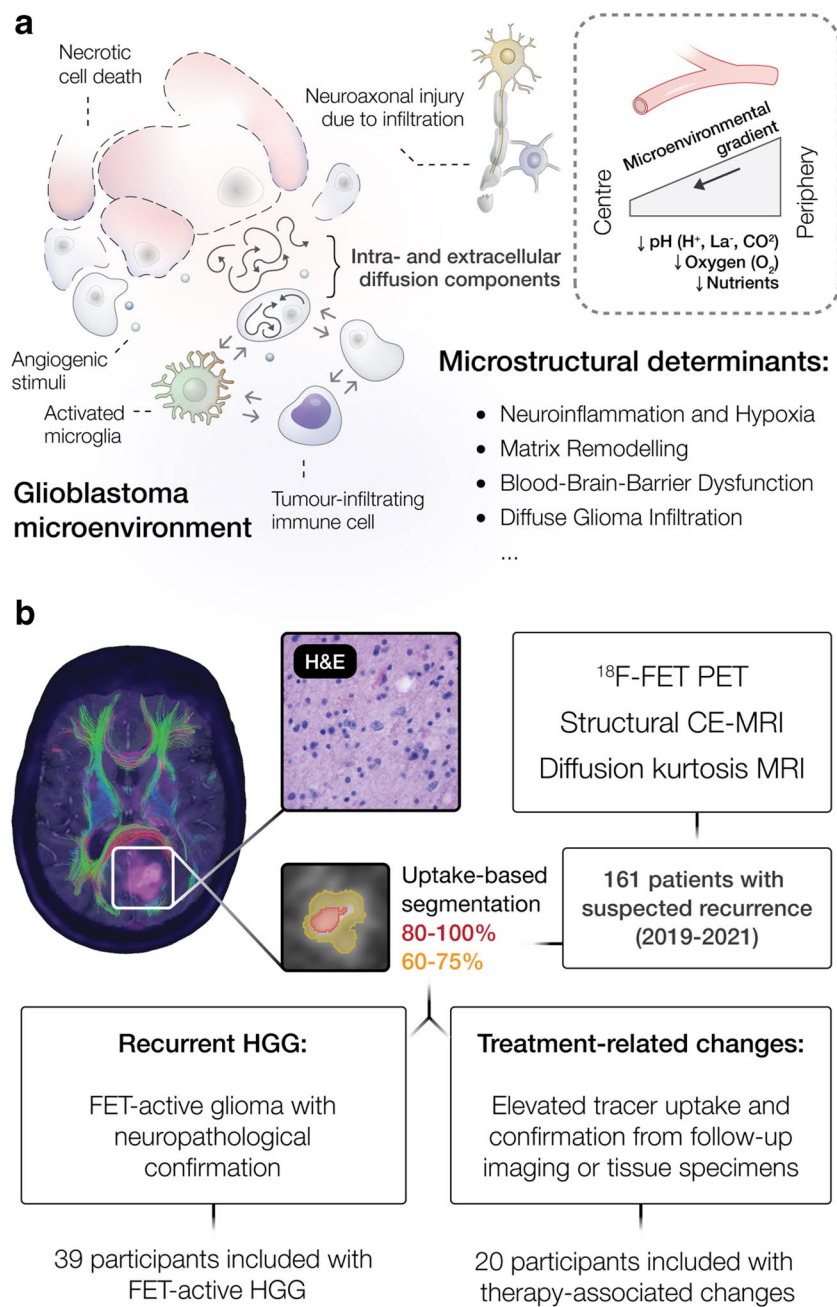 a
Necrotic
cell death
Neuroaxonal injury
due to infiltration
Microenvironmental
gradient
Centre
Periphery
↓ pH (H⁺, La⁻, CO²)
↓ Oxygen (O₂)
↓ Nutrients
Intra- and extracellular
diffusion components
Angiogenic
stimuli
Activated
microglia
Glioblastoma
microenvironment
Tumour-infiltrating
immune cell
Microstructural determinants:
• Neuroinflammation and Hypoxia
• Matrix Remodelling
• Blood-Brain-Barrier Dysfunction
• Diffuse Glioma Infiltration
...
b
H&E
¹⁸F-FET PET
Structural CE-MRI
Diffusion kurtosis MRI
Uptake-based
segmentation
80-100%
60-75%
161 patients with
suspected recurrence
(2019-2021)
Recurrent HGG:
FET-active glioma with
neuropathological
confirmation
Treatment-related changes:
Elevated tracer uptake and
confirmation from follow-up
imaging or tissue specimens
39 participants included with
FET-active HGG
20 participants included with
therapy-associated changes